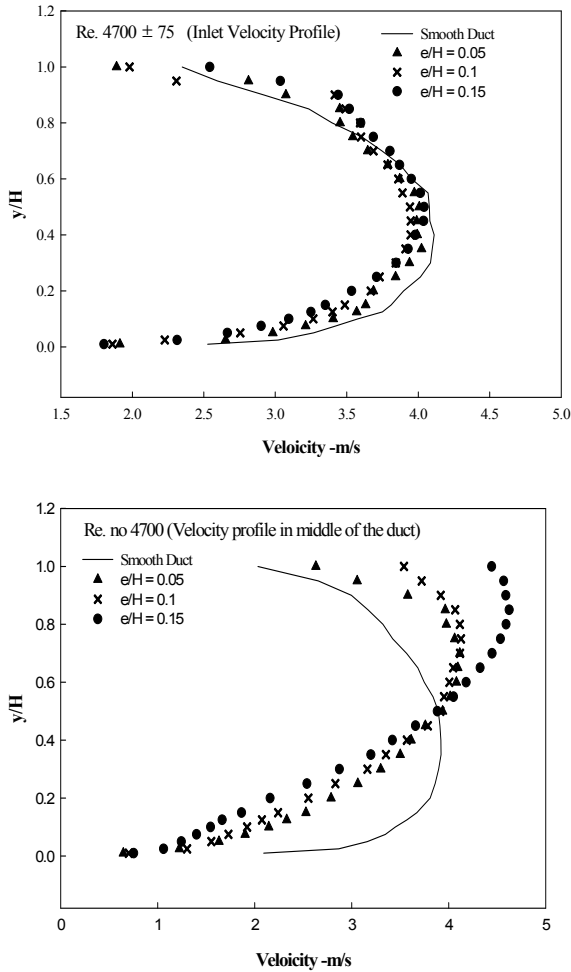 Re. 4700 ± 75 (Inlet Velocity Profile)
Smooth Duct
e/H = 0.05
e/H = 0.1
e/H = 0.15
1.2
1.0
0.8
0.6
0.4
0.2
0.0
y/H
1.5 2.0 2.5 3.0 3.5 4.0 4.5 5.0
Veloicity -m/s
Re. no 4700 (Velocity profile in middle of the duct)
Smooth Duct
e/H = 0.05
e/H = 0.1
e/H = 0.15
1.2
1.0
0.8
0.6
0.4
0.2
0.0
y/H
0 1 2 3 4 5
Veloicity -m/s